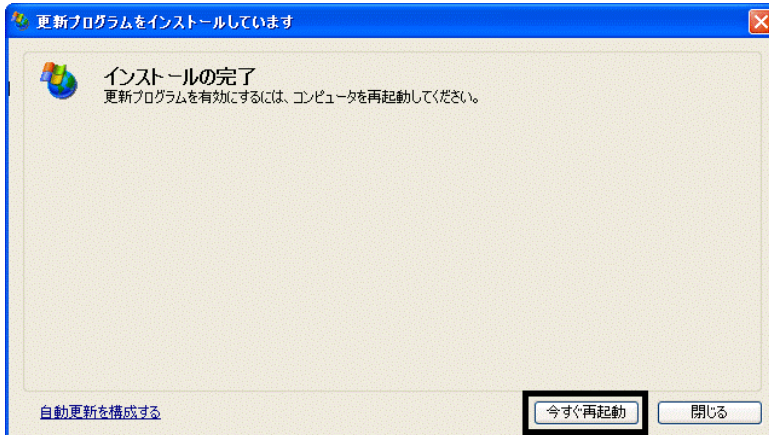 更新プログラムをインストールしています
インストールの完了
更新プログラムを有効にするには、コンピュータを再起動してください。
自動更新を構成する
今すぐ再起動
閉じる